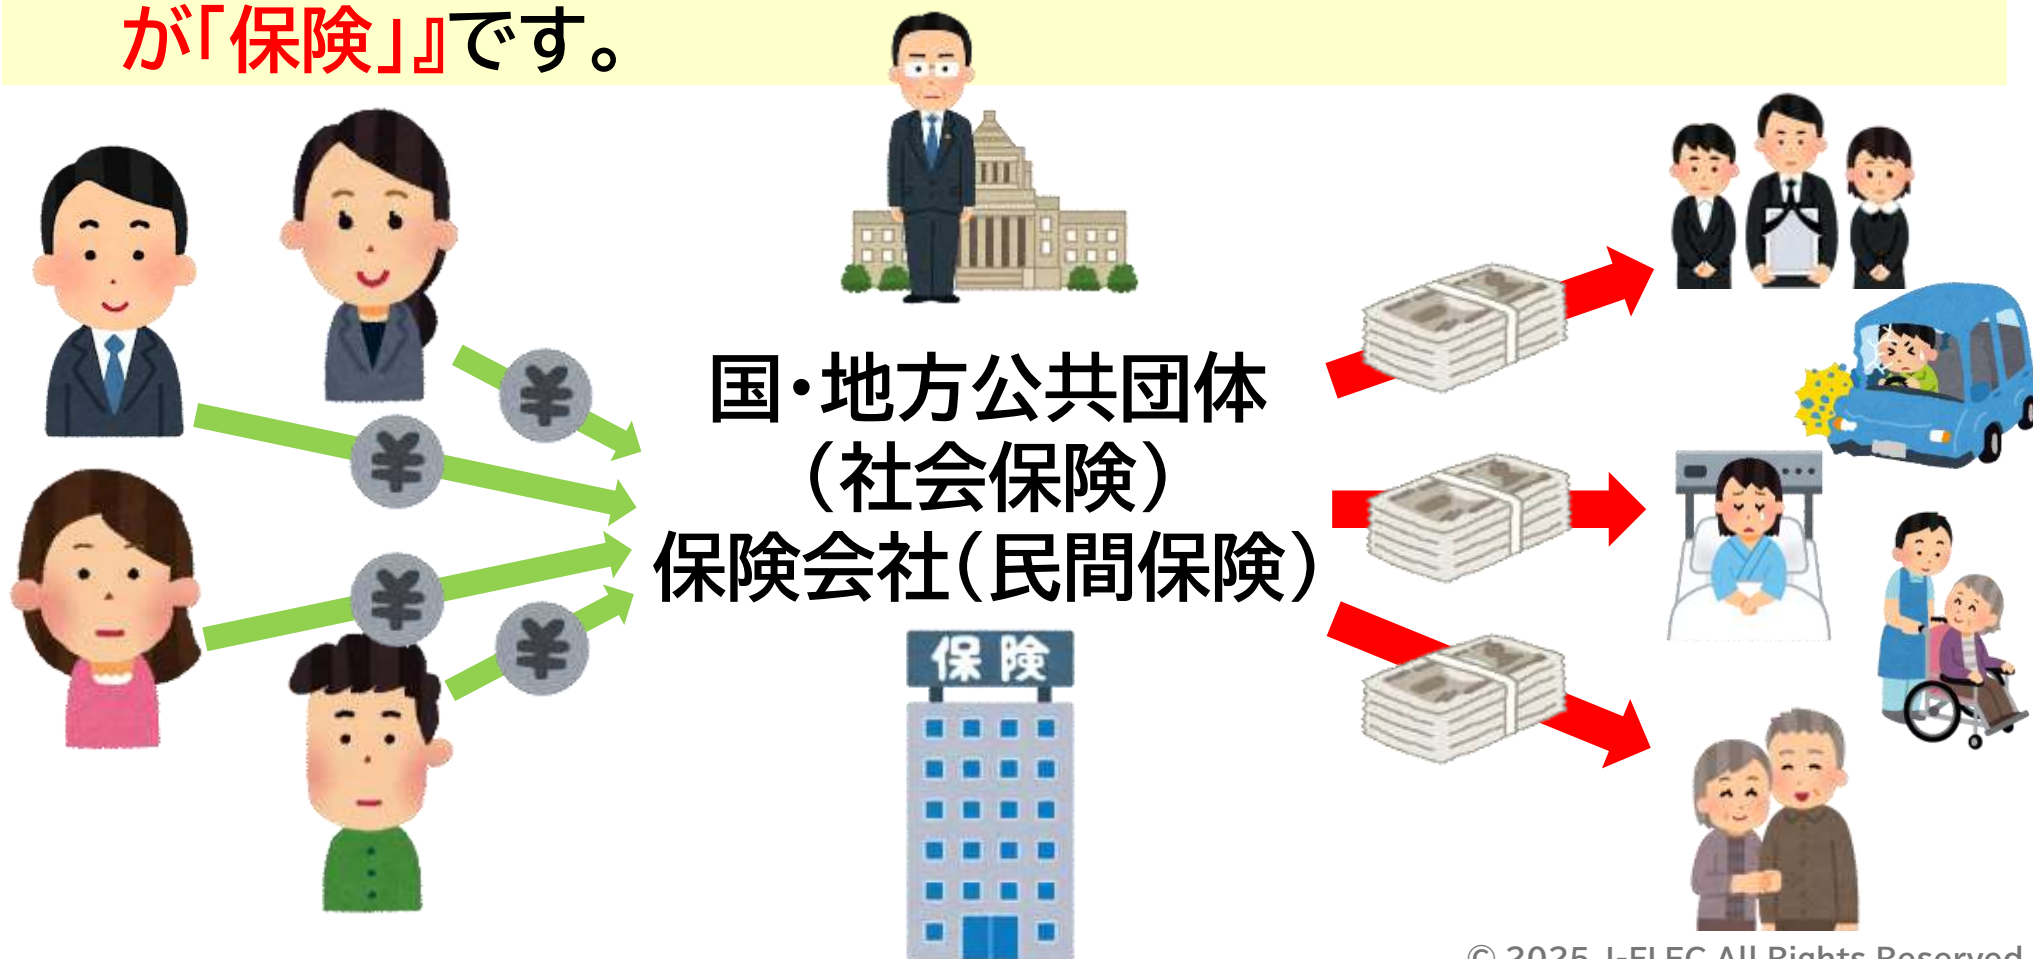 が「保険」』です。
国・地方公共団体
（社会保険）
保険会社（民間保険）
保険
¥
¥
¥
¥
© 2025 J-FLEC All Rights Reserved